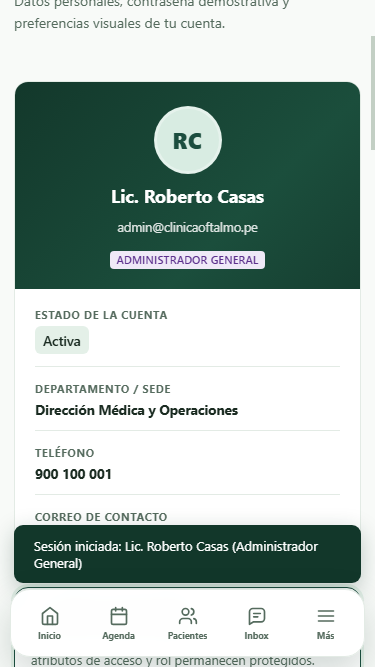 Datos personales, contraseña demostrativa y
preferencias visuales de tu cuenta.
RC
Lic. Roberto Casas
admin@clinicaoftalmo.pe
ADMINISTRADOR GENERAL
ESTADO DE LA CUENTA
Activa
DEPARTAMENTO / SEDE
Dirección Médica y Operaciones
TELÉFONO
900 100 001
CORREO DE CONTACTO
Sesión iniciada: Lic. Roberto Casas (Administrador
General)
Inicio
Agenda
Pacientes
Inbox
Más
atributos de acceso y rol permanecen protegidos.